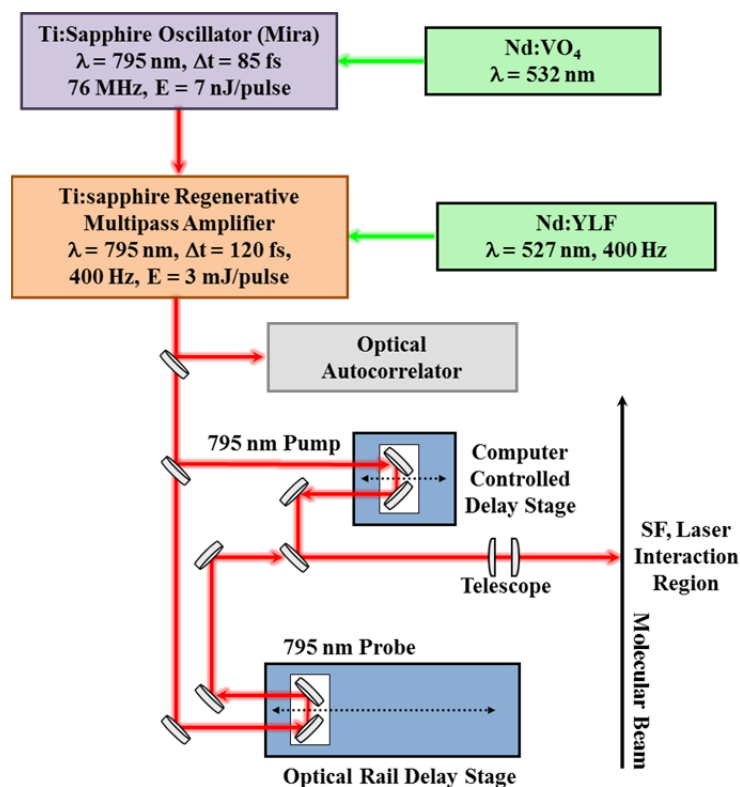 Ti:Sapphire Oscillator (Mira)
λ = 795 nm, Δt = 85 fs
76 MHz, E = 7 nJ/pulse
Nd:VO₄
λ = 532 nm
Ti:sapphire Regenerative
Multipass Amplifier
λ = 795 nm, Δt = 120 fs,
400 Hz, E = 3 mJ/pulse
Nd:YLF
λ = 527 nm, 400 Hz
Optical
Autocorrelator
795 nm Pump
Computer
Controlled
Delay Stage
SF, Laser
Interaction
Region
Telescope
Molecular Beam
795 nm Probe
Optical Rail Delay Stage